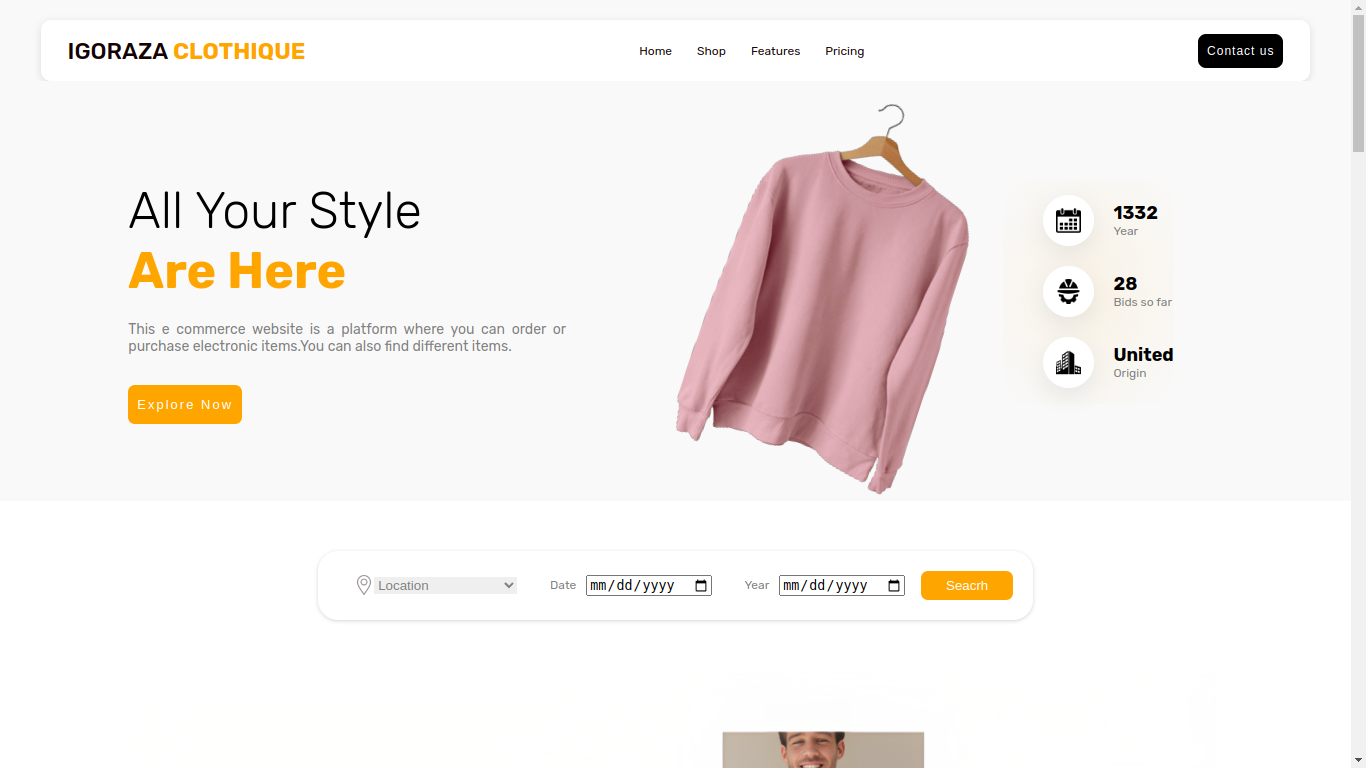 IGORAZA CLOTHIQUE
Home Shop Features Pricing
Contact us
All Your Style
Are Here
This e commerce website is a platform where you can order or
purchase electronic items.You can also find different items.
Explore Now
1332
Year
28
Bids so far
United
Origin
Location
Date mm/dd/yyyy
Year mm/dd/yyyy
Seacrh